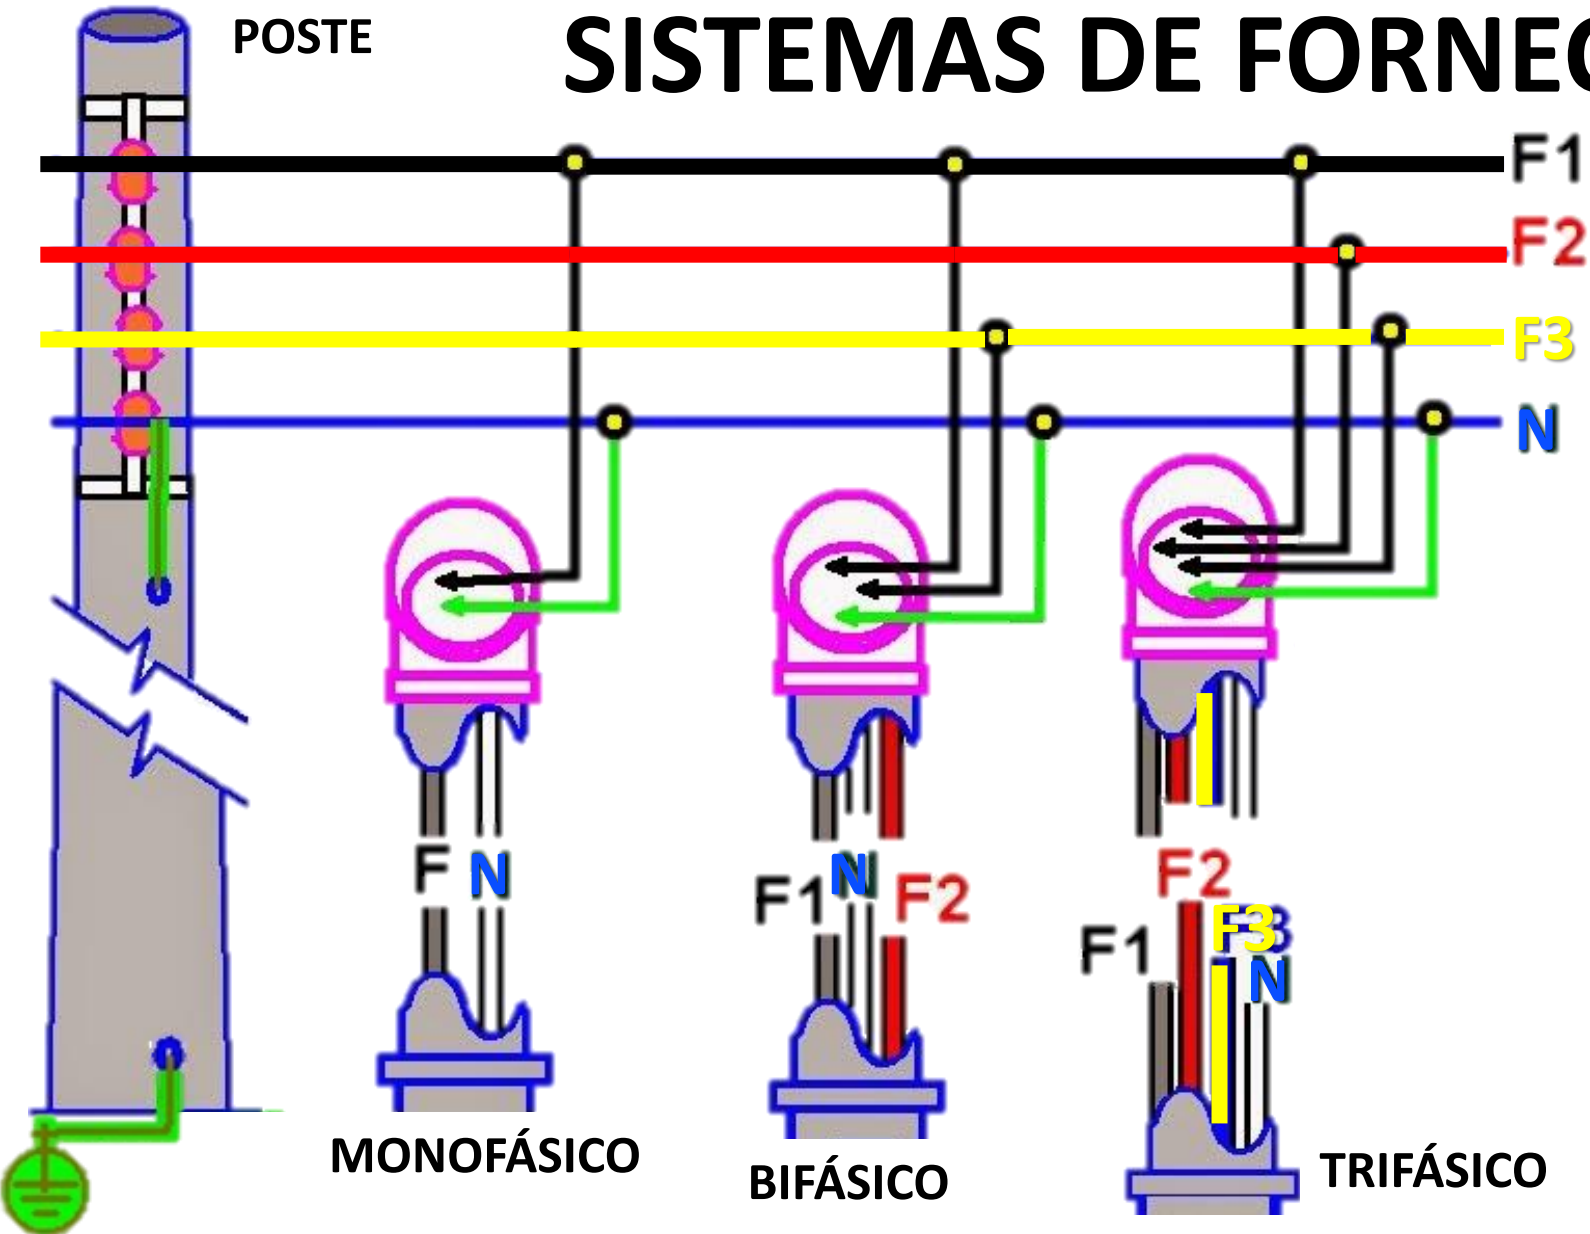 POSTE
SISTEMAS DE FORNEC
F1
F2
F3
N
F N
F1 N F2
F2
F3
F1
N
MONOFÁSICO
BIFÁSICO
TRIFÁSICO